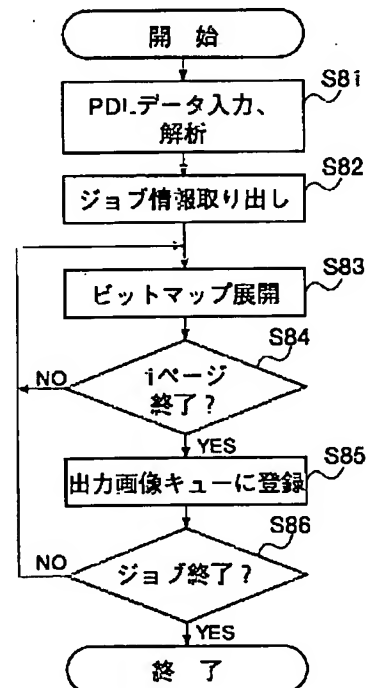 開 始
S81
PDLデータ入力、
解析
S82
ジョブ情報取り出し
S83
ビットマップ展開
S84
NO
iページ
終了?
YES
S85
出力画像キューに登録
S86
NO
ジョブ終了?
YES
終 了